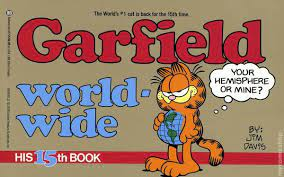 The World's #1 cat is back for the 15th time.
Garfield
world-
wide
YOUR
HEMISPHERE
OR MINE?
BY:
JIM
DAVIS
HIS 15th BOOK